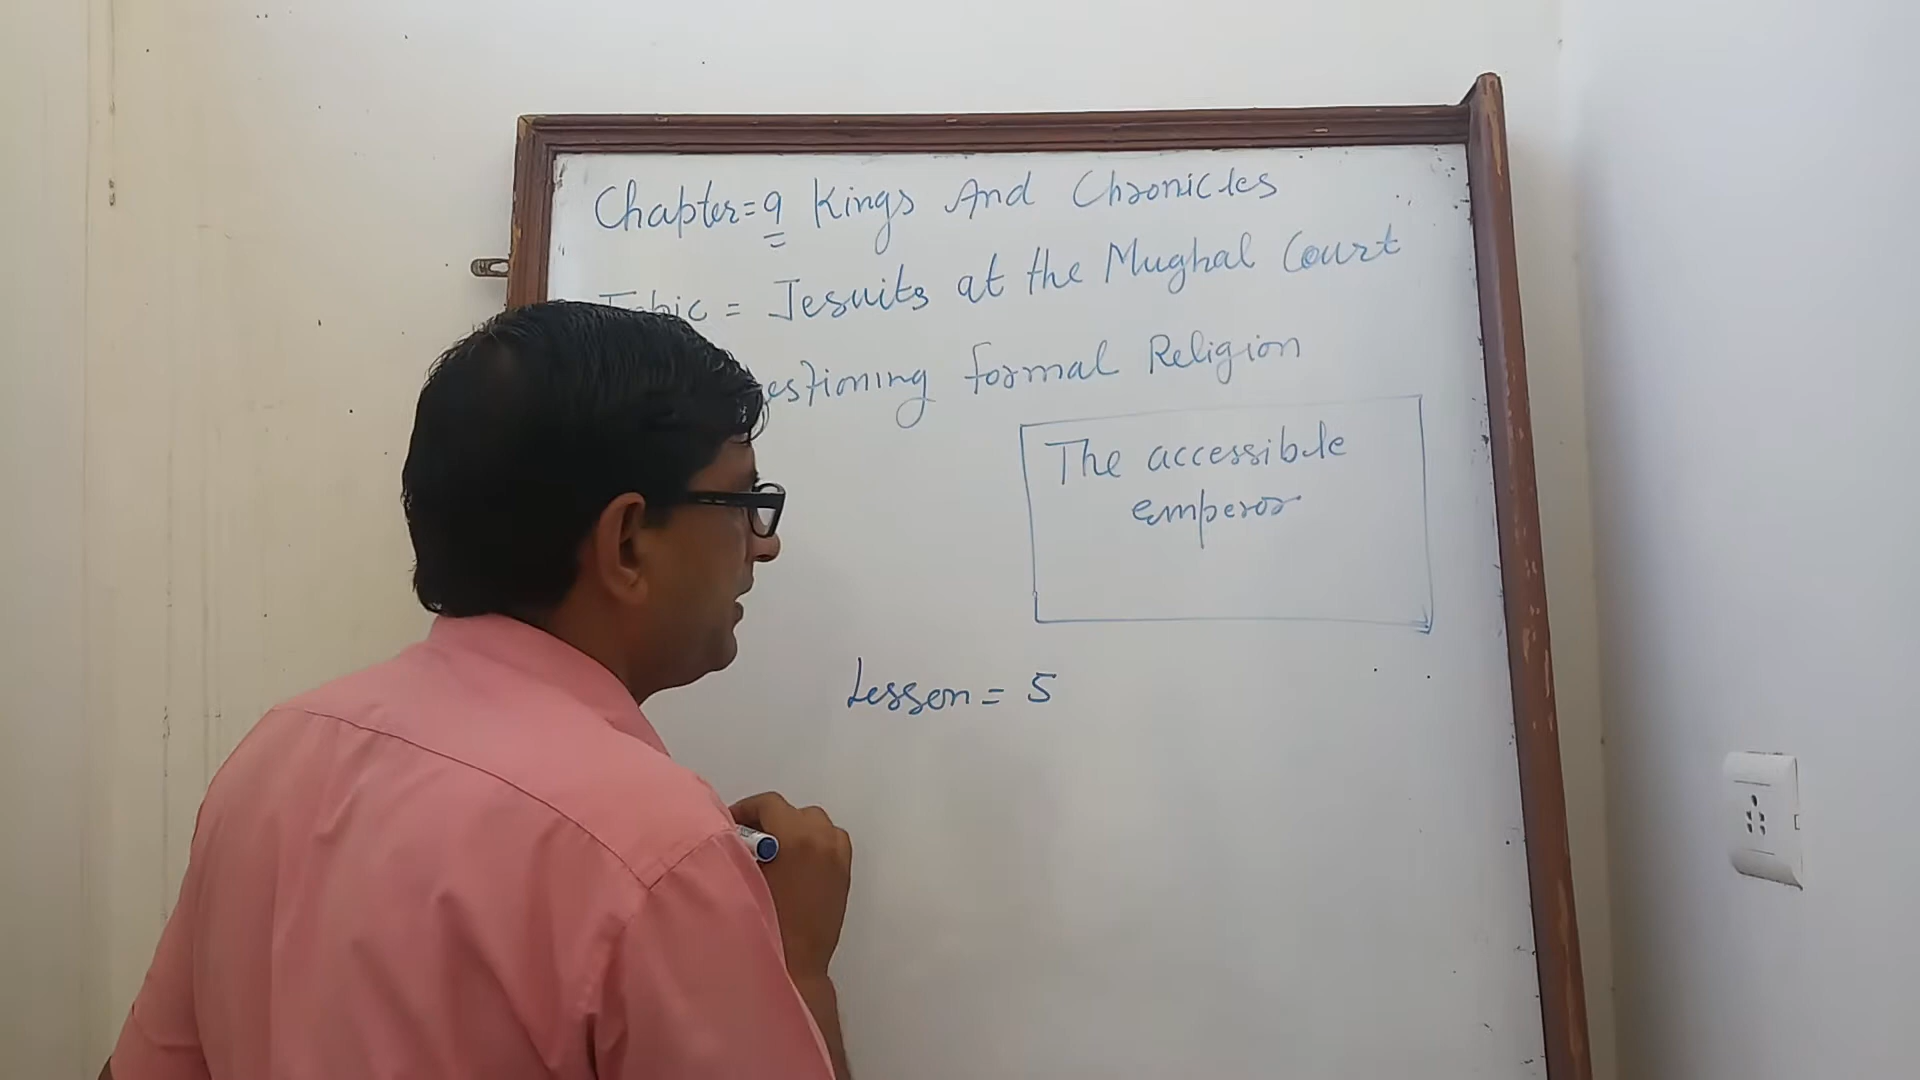 Chapter=9 Kings And Chronicles
= Jesuits at the Mughal Court
formal Religion
The accessible
emperor
Lesson = 5